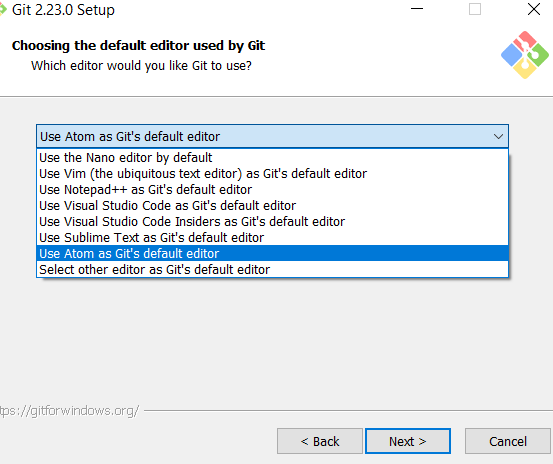 Git 2.23.0 Setup
Choosing the default editor used by Git
Which editor would you like Git to use?
Use Atom as Git's default editor
Use the Nano editor by default
Use Vim (the ubiquitous text editor) as Git's default editor
Use Notepad++ as Git's default editor
Use Visual Studio Code as Git's default editor
Use Visual Studio Code Insiders as Git's default editor
Use Sublime Text as Git's default editor
Use Atom as Git's default editor
Select other editor as Git's default editor
tps://gitforwindows.org/
< Back Next > Cancel